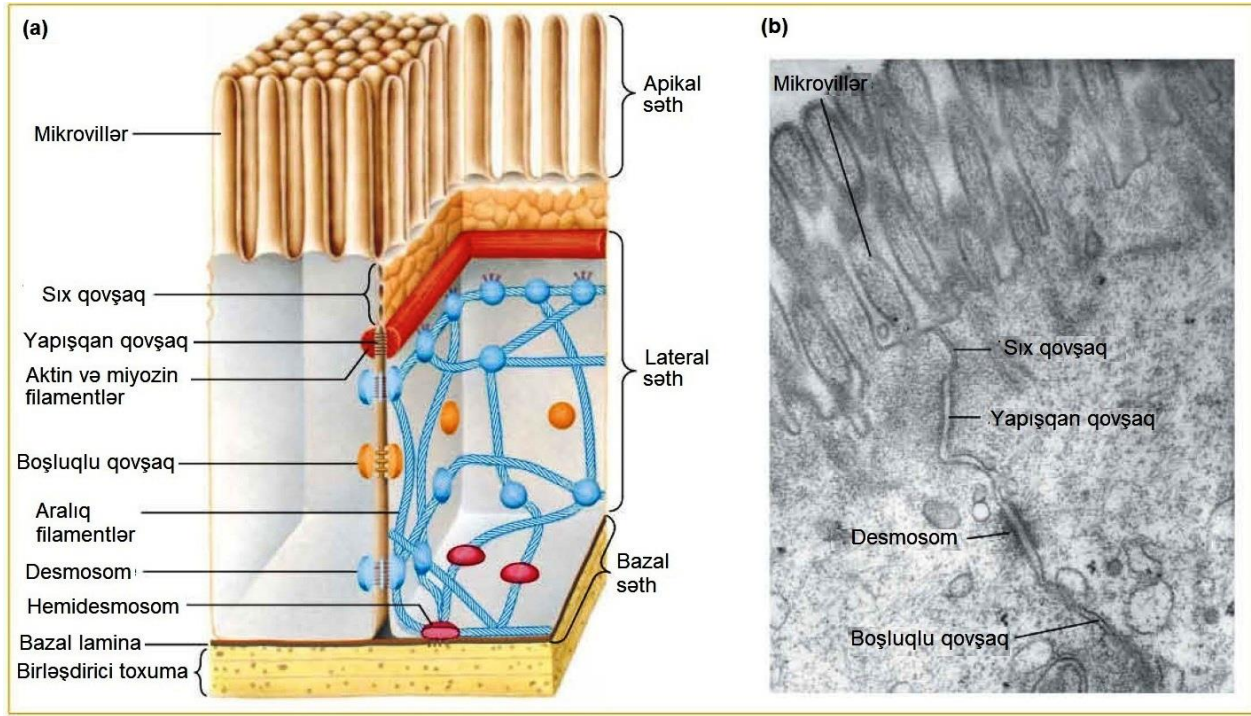 (a)
Mikrovillər
Sıx qovşaq
Yapışqan qovşaq
Aktin və miyozin
filamentlər
Boşluqlu qovşaq
Aralıq
filamentlər
Desmosom
Hemidesmosom
Bazal lamina
Birləşdirici toxuma
Apikal
səth
Lateral
səth
Bazal
səth
(b)
Mikrovillər
Sıx qovşaq
Yapışqan qovşaq
Desmosom
Boşluqlu qovşaq